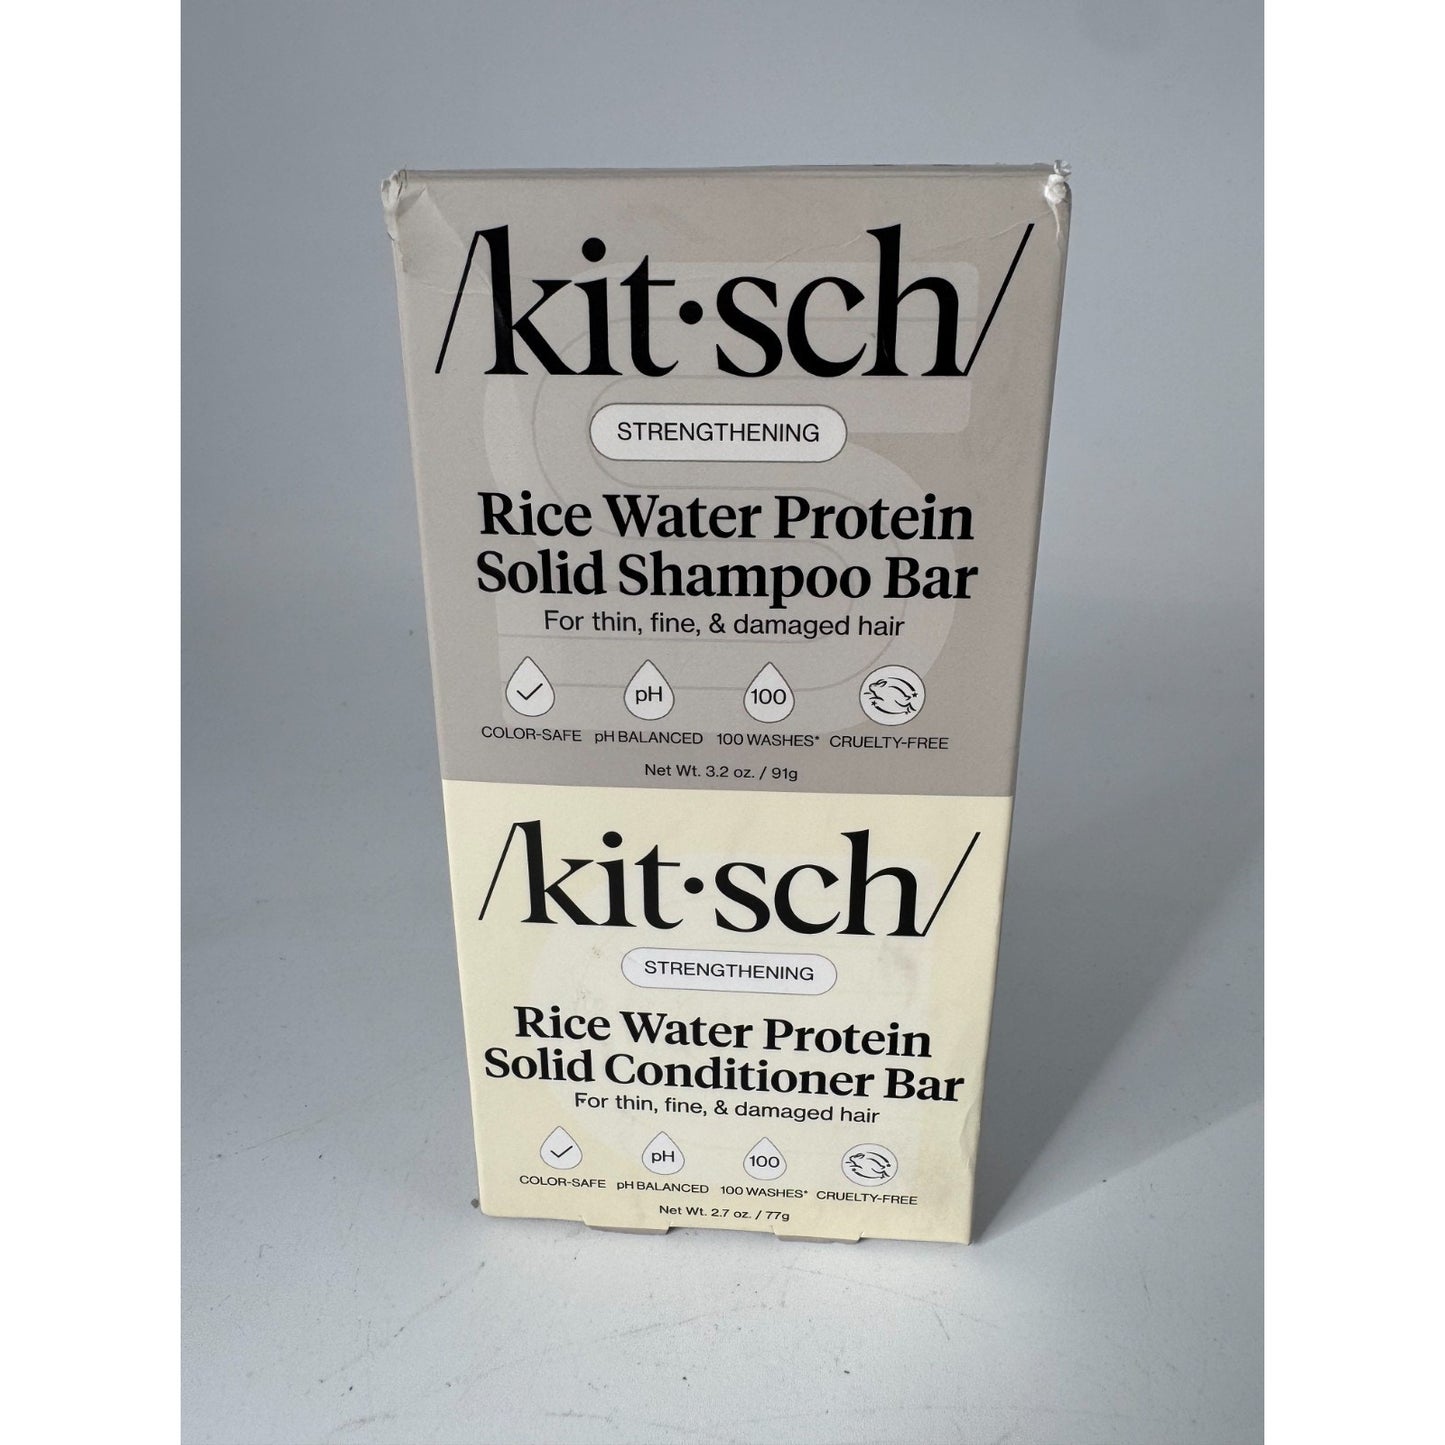 /kit·sch/
STRENGTHENING
Rice Water Protein
Solid Shampoo Bar
For thin, fine, & damaged hair
pH
100
COLOR-SAFE pH BALANCED 100 WASHES* CRUELTY-FREE
Net Wt. 3.2 oz. / 91g
/kit·sch/
STRENGTHENING
Rice Water Protein
Solid Conditioner Bar
For thin, fine, & damaged hair
pH
100
COLOR-SAFE pH BALANCED 100 WASHES* CRUELTY-FREE
Net Wt. 2.7 oz. / 77g